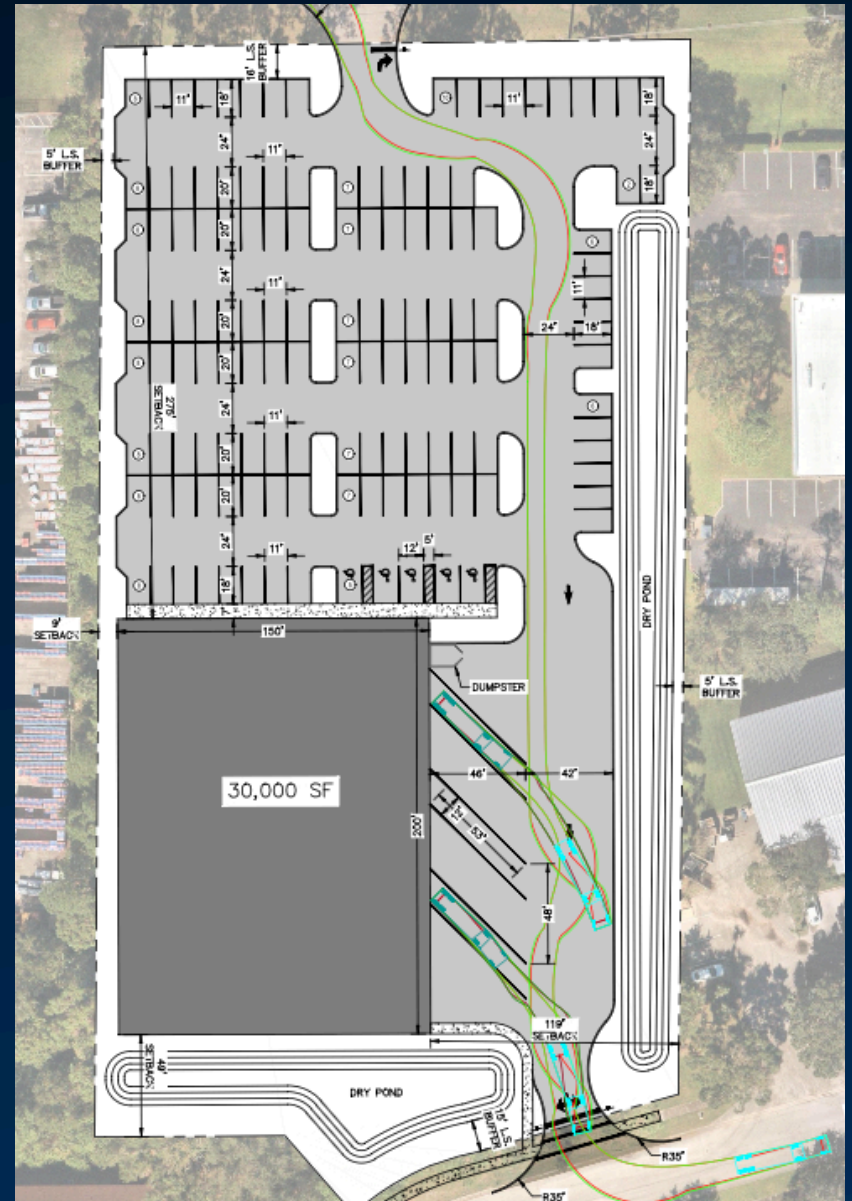 16' L.S.
BUFFER
11'
18'
11'
18'
24'
11'
24'
5' L.S.
BUFFER
20'
18'
20'
24'
11'
11'
20'
24'
18'
20'
275'
SETBACK
24'
11'
20'
20'
24'
11'
12'
5'
18'
9'
SETBACK
150'
DRY POND
DUMPSTER
5' L.S.
BUFFER
46'
42'
30,000 SF
12'
53'
200'
48'
119'
SETBACK
49'
SETBACK
DRY POND
15' L.S.
BUFFER
R35'
R35'